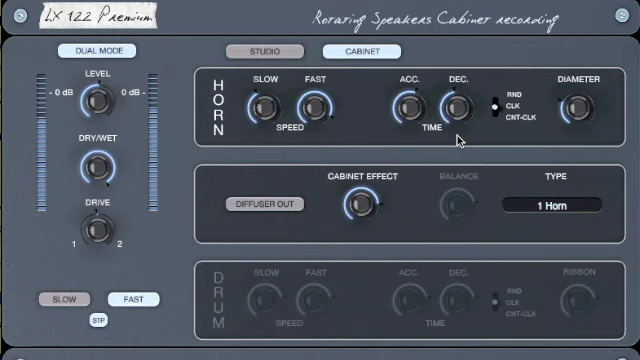 LX 122 Premium
Rotating Speakers Cabinet recording
DUAL MODE
STUDIO
CABINET
LEVEL
- 0 dB
0 dB -
DRY/WET
DRIVE
1
2
SLOW
FAST
STP
HORN
SLOW
FAST
SPEED
ACC.
DEC.
TIME
RND
CLK
CNT-CLK
DIAMETER
DIFFUSER OUT
CABINET EFFECT
BALANCE
TYPE
1 Horn
DRUM
SLOW
FAST
SPEED
ACC.
DEC.
TIME
RND
CLK
CNT-CLK
RIBBON